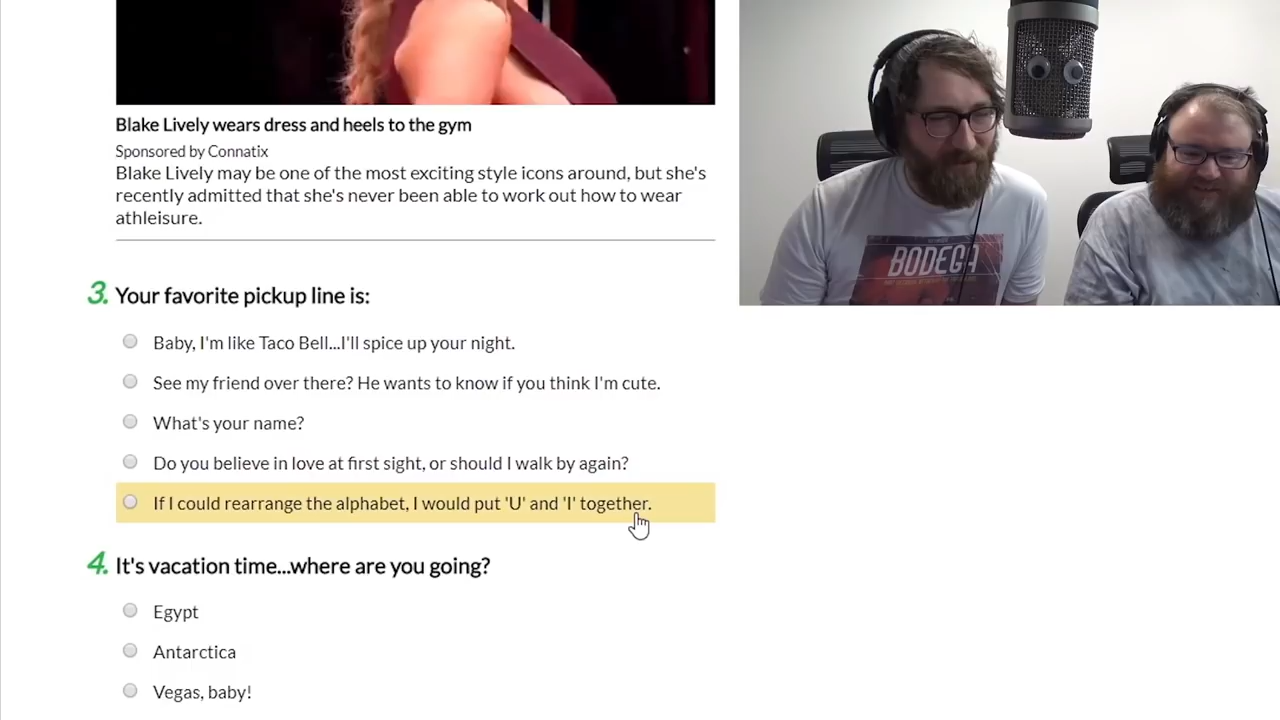 Blake Lively wears dress and heels to the gym
Sponsored by Connatix
Blake Lively may be one of the most exciting style icons around, but she's
recently admitted that she's never been able to work out how to wear
athleisure.
3. Your favorite pickup line is:
Baby, I'm like Taco Bell...I'll spice up your night.
See my friend over there? He wants to know if you think I'm cute.
What's your name?
Do you believe in love at first sight, or should I walk by again?
If I could rearrange the alphabet, I would put 'U' and 'I' together.
4. It's vacation time...where are you going?
Egypt
Antarctica
Vegas, baby!
BODEGA